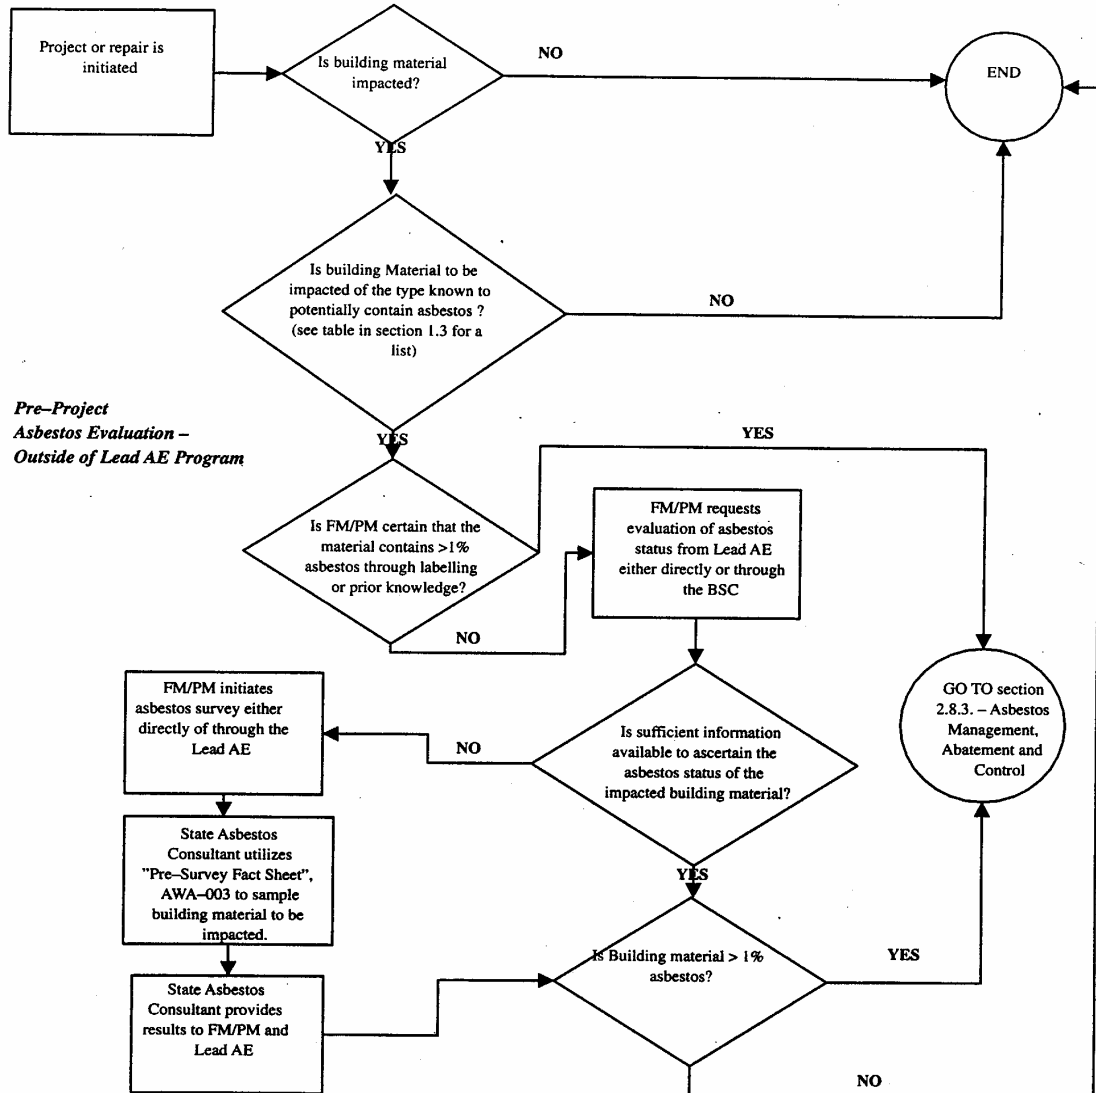 Project or repair is
initiated
Is building material
impacted?
NO
END
YES
Is building Material to be
impacted of the type known to
potentially contain asbestos ?
(see table in section 1.3 for a
list)
NO
Pre–Project
Asbestos Evaluation –
Outside of Lead AE Program
YES
YES
Is FM/PM certain that the
material contains >1%
asbestos through labelling
or prior knowledge?
NO
FM/PM requests
evaluation of asbestos
status from Lead AE
either directly or through
the BSC
GO TO section
2.8.3. – Asbestos
Management,
Abatement and
Control
Is sufficient information
available to ascertain the
asbestos status of the
impacted building material?
NO
FM/PM initiates
asbestos survey either
directly of through the
Lead AE
YES
State Asbestos
Consultant utilizes
”Pre–Survey Fact Sheet”,
AWA–003 to sample
building material to be
impacted.
Is Building material > 1%
asbestos?
YES
State Asbestos
Consultant provides
results to FM/PM and
Lead AE
NO